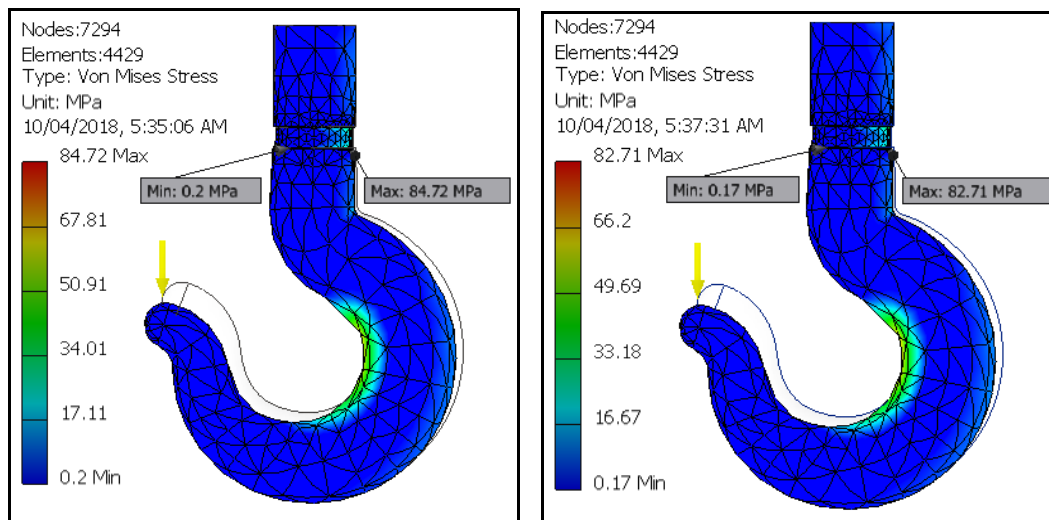 Nodes:7294
Elements:4429
Type: Von Mises Stress
Unit: MPa
10/04/2018, 5:35:06 AM
84.72 Max
Min: 0.2 MPa
Max: 84.72 MPa
67.81
50.91
34.01
17.11
0.2 Min
Nodes:7294
Elements:4429
Type: Von Mises Stress
Unit: MPa
10/04/2018, 5:37:31 AM
82.71 Max
Min: 0.17 MPa
Max: 82.71 MPa
66.2
49.69
33.18
16.67
0.17 Min